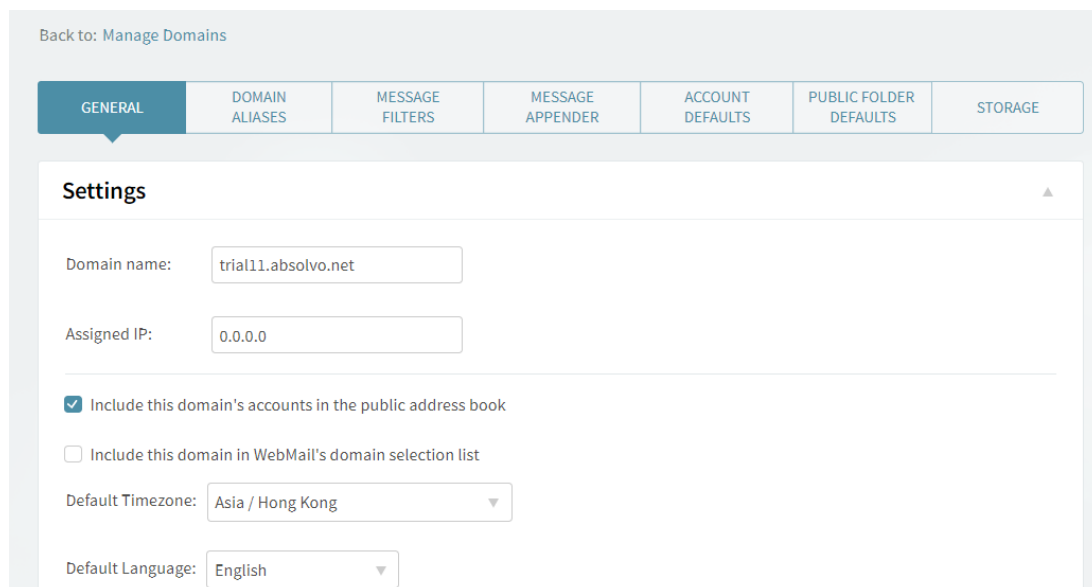 Back to: Manage Domains
GENERAL
DOMAIN ALIASES
MESSAGE FILTERS
MESSAGE APPENDER
ACCOUNT DEFAULTS
PUBLIC FOLDER DEFAULTS
STORAGE
Settings
Domain name: trial11.absolvo.net
Assigned IP: 0.0.0.0
Include this domain's accounts in the public address book
Include this domain in WebMail's domain selection list
Default Timezone: Asia / Hong Kong
Default Language: English